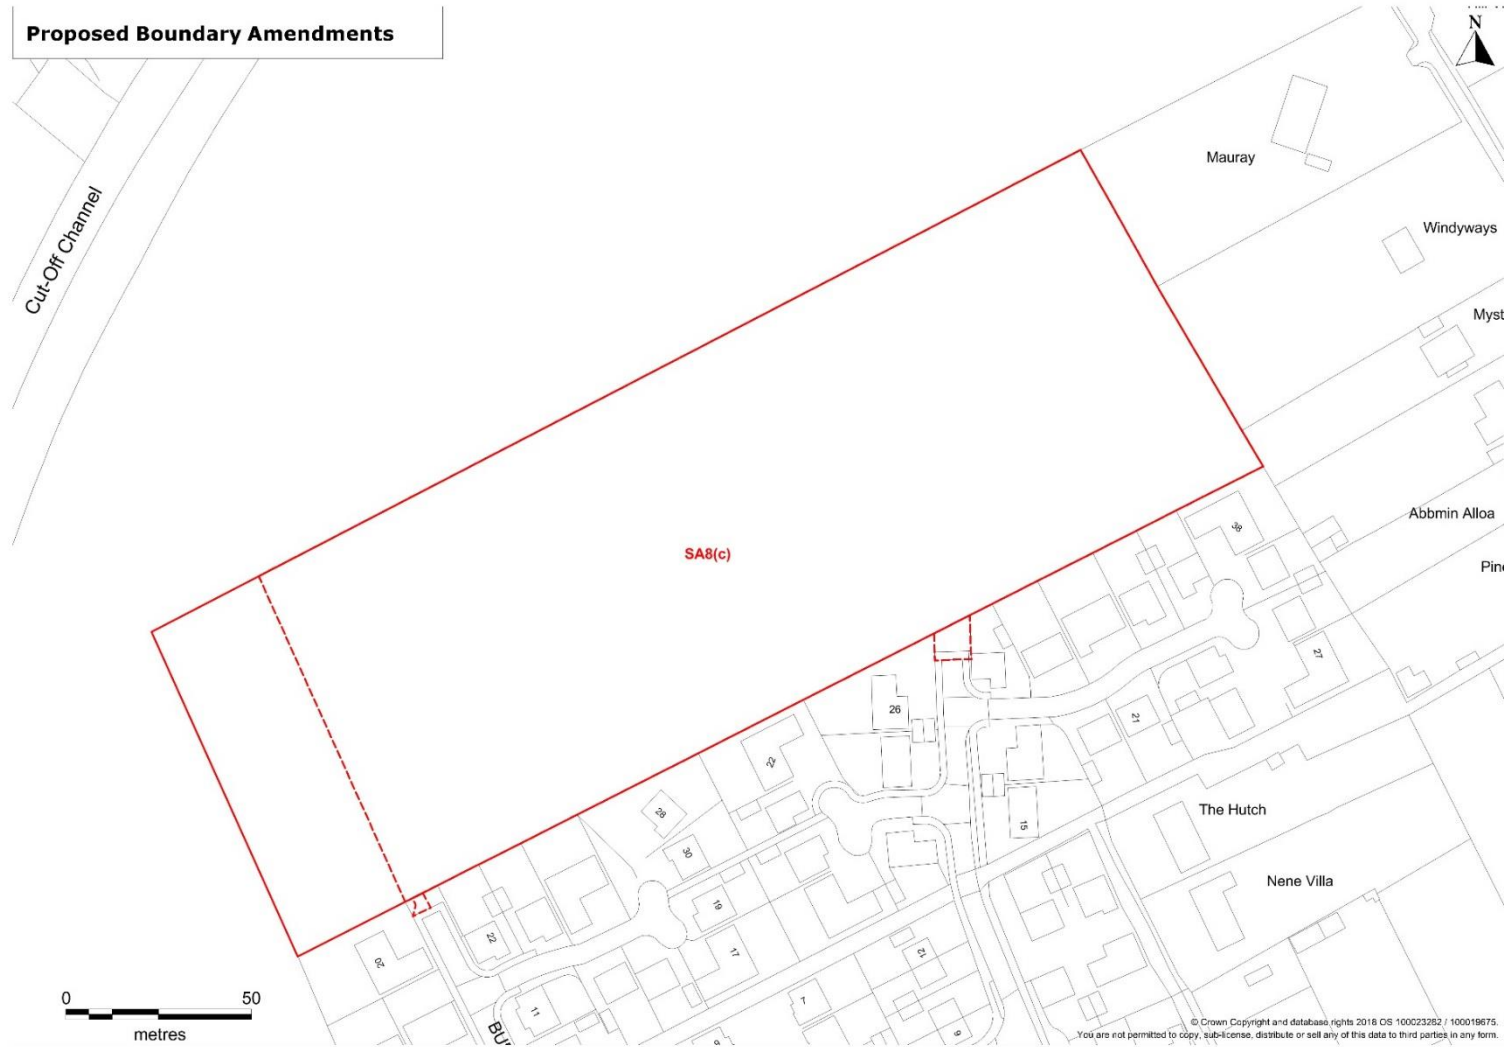 Proposed Boundary Amendments
N
Mauray
Windyways
Cut-Off Channel
Myst
Abbmin Alloa
SA8(c)
38
Pine
27
26
21
22
28
15
The Hutch
30
Nene Villa
19
22
17
12
20
7
11
9
0 50
metres
© Crown Copyright and database rights 2018 OS 100023282 / 100019675.
You are not permitted to copy, sub-license, distribute or sell any of this data to third parties in any form.